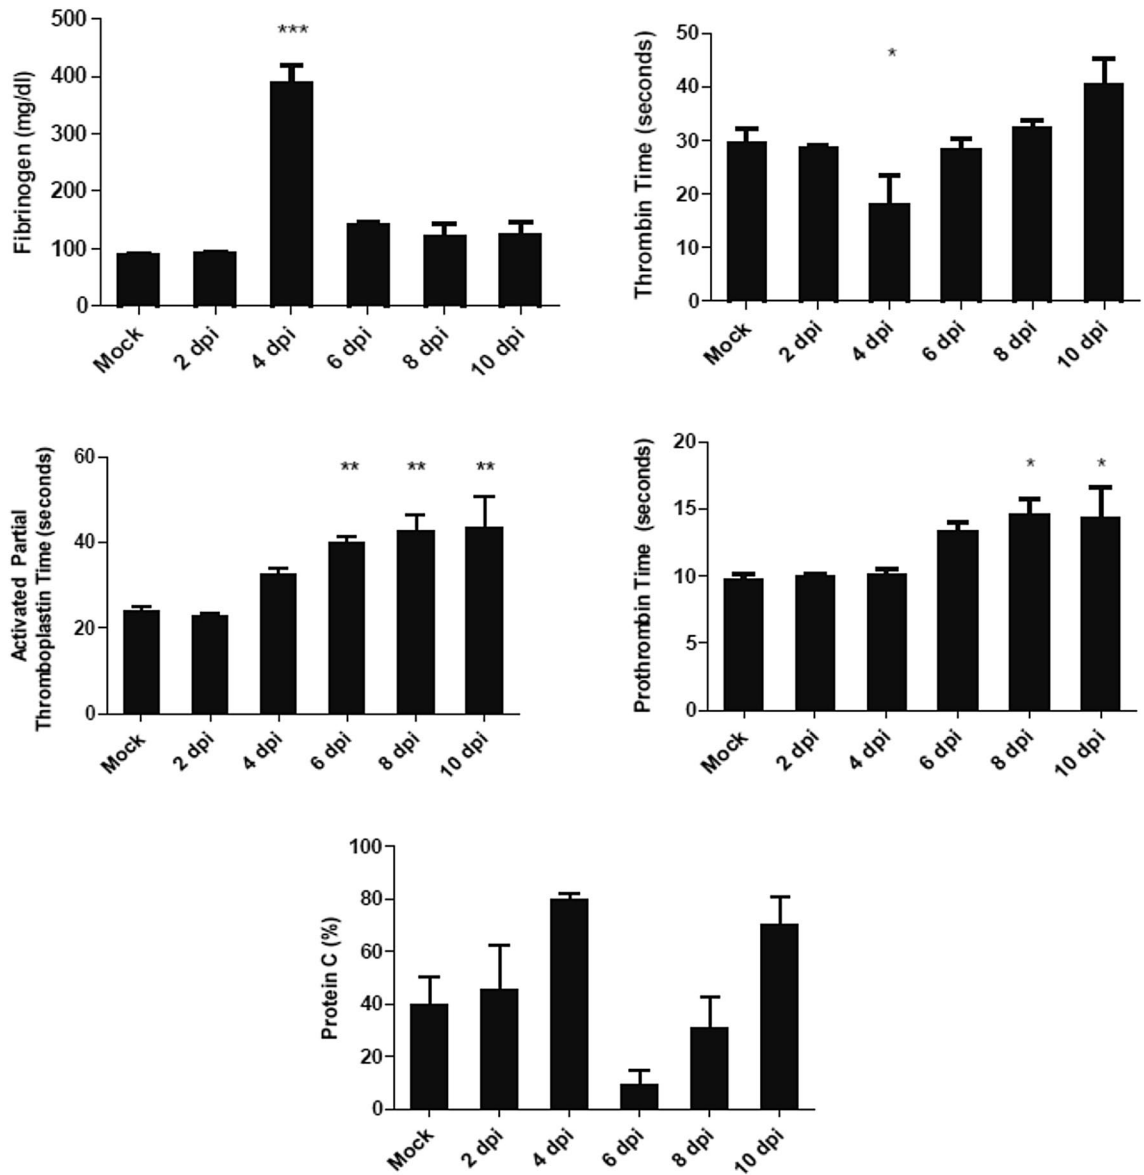 Fibrinogen (mg/dl)
500
400
300
200
100
0
***
Mock
2 dpi
4 dpi
6 dpi
8 dpi
10 dpi
Thrombin Time (seconds)
50
40
30
20
10
0
*
Mock
2 dpi
4 dpi
6 dpi
8 dpi
10 dpi
Activated Partial
Thromboplastin Time (seconds)
60
40
20
0
**
**
**
Mock
2 dpi
4 dpi
6 dpi
8 dpi
10 dpi
Prothrombin Time (seconds)
20
15
10
5
0
*
*
Mock
2 dpi
4 dpi
6 dpi
8 dpi
10 dpi
Protein C (%)
100
80
60
40
20
0
Mock
2 dpi
4 dpi
6 dpi
8 dpi
10 dpi